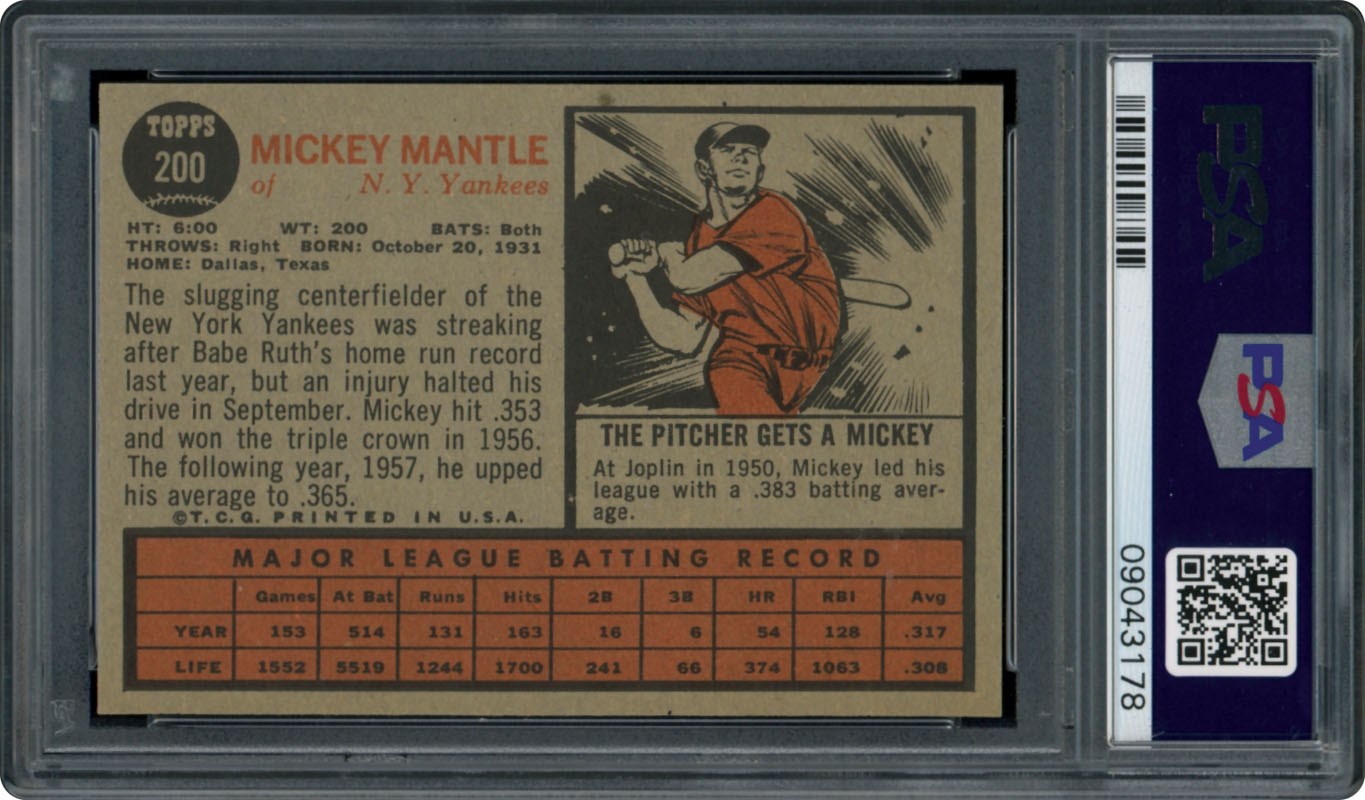 TOPPS
200
MICKEY MANTLE
of N. Y. Yankees
HT: 6:00 WT: 200 BATS: Both
THROWS: Right BORN: October 20, 1931
HOME: Dallas, Texas
The slugging centerfielder of the
New York Yankees was streaking
after Babe Ruth's home run record
last year, but an injury halted his
drive in September. Mickey hit .353
and won the triple crown in 1956.
The following year, 1957, he upped
his average to .365.
©T.C.G. PRINTED IN U.S.A.
THE PITCHER GETS A MICKEY
At Joplin in 1950, Mickey led his
league with a .383 batting aver-
age.
MAJOR LEAGUE BATTING RECORD
Games At Bat Runs Hits 2B 3B HR RBI Avg
YEAR 153 514 131 163 16 6 54 128 .317
LIFE 1552 5519 1244 1700 241 66 374 1063 .308
PSA
PSA
09043178